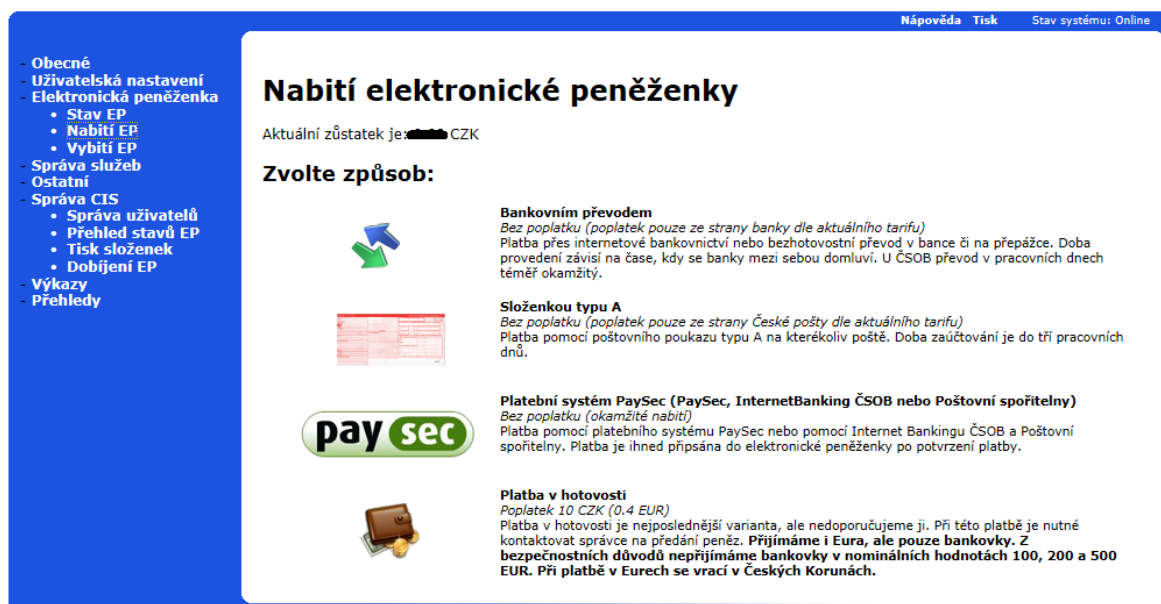 Nápověda Tisk Stav systému: Online
- Obecné
- Uživatelská nastavení
- Elektronická peněženka
• Stav EP
• Nabití EP
• Vybití EP
- Správa služeb
- Ostatní
- Správa CIS
• Správa uživatelů
• Přehled stavů EP
• Tisk složenek
• Dobíjení EP
- Výkazy
- Přehledy
Nabití elektronické peněženky
Aktuální zůstatek je: CZK
Zvolte způsob:
Bankovním převodem
Bez poplatku (poplatek pouze ze strany banky dle aktuálního tarifu)
Platba přes internetové bankovnictví nebo bezhotovostní převod v bance či na přepážce. Doba
provedení závisí na čase, kdy se banky mezi sebou domluví. U ČSOB převod v pracovních dnech
téměř okamžitý.
Složenkou typu A
Bez poplatku (poplatek pouze ze strany České pošty dle aktuálního tarifu)
Platba pomocí poštovního poukazu typu A na kterékoliv poště. Doba zaúčtování je do tří pracovních
dnů.
pay sec
Platební systém PaySec (PaySec, InternetBanking ČSOB nebo Poštovní spořitelny)
Bez poplatku (okamžité nabití)
Platba pomocí platebního systému PaySec nebo pomocí Internet Bankingu ČSOB a Poštovní
spořitelny. Platba je ihned připsána do elektronické peněženky po potvrzení platby.
Platba v hotovosti
Poplatek 10 CZK (0.4 EUR)
Platba v hotovosti je nejposlednější varianta, ale nedoporučujeme ji. Při této platbě je nutné
kontaktovat správce na předání peněz. Přijímáme i Eura, ale pouze bankovky. Z
bezpečnostních důvodů nepřijímáme bankovky v nominálních hodnotách 100, 200 a 500
EUR. Při platbě v Eurech se vrací v Českých Korunách.